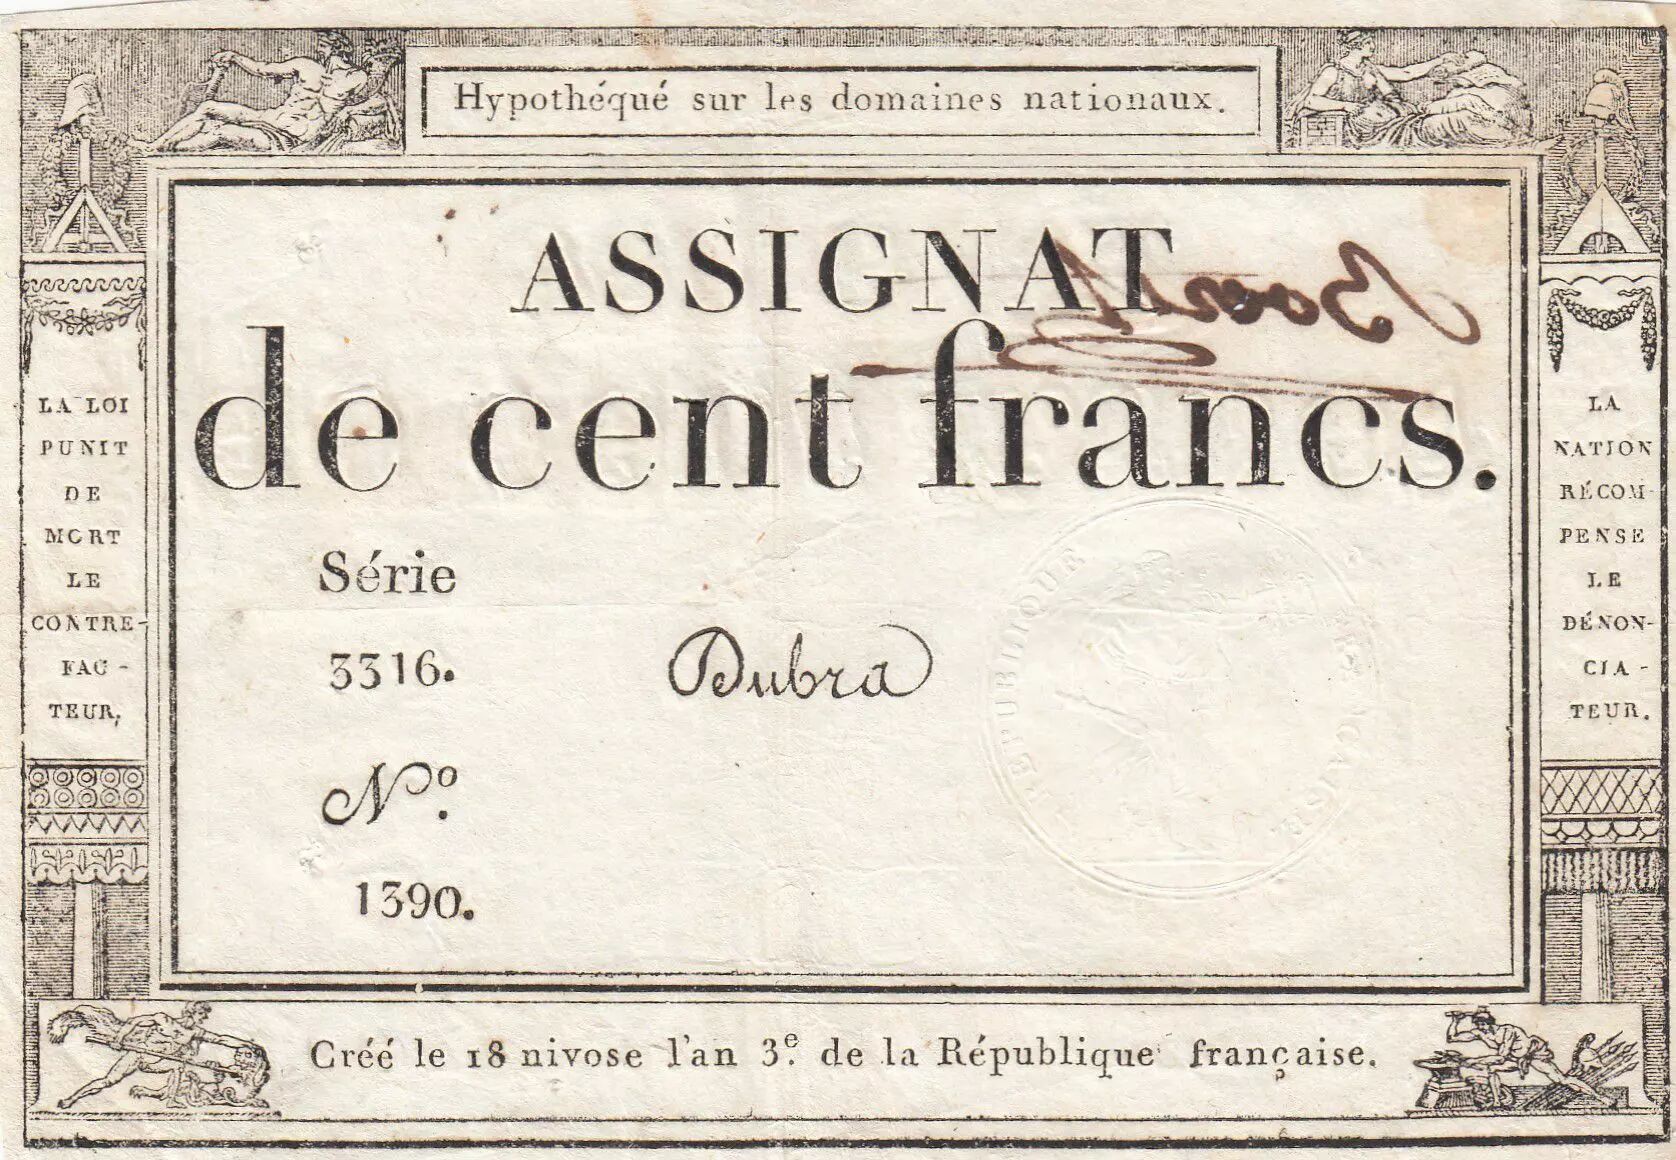 Hypothéqué sur les domaines nationaux.
ASSIGNAT
de cent francs.
LA LOI
PUNIT
DE
MORT
LE
CONTRE-
FAC-
TEUR,
Série
3316.
Dubra
N.º
1390.
RÉPUBLIQUE
LA
NATION
RÉCOM-
PENSE
LE
DÉNON-
CIA-
TEUR.
Créé le 18 nivose l'an 3.e de la République française.